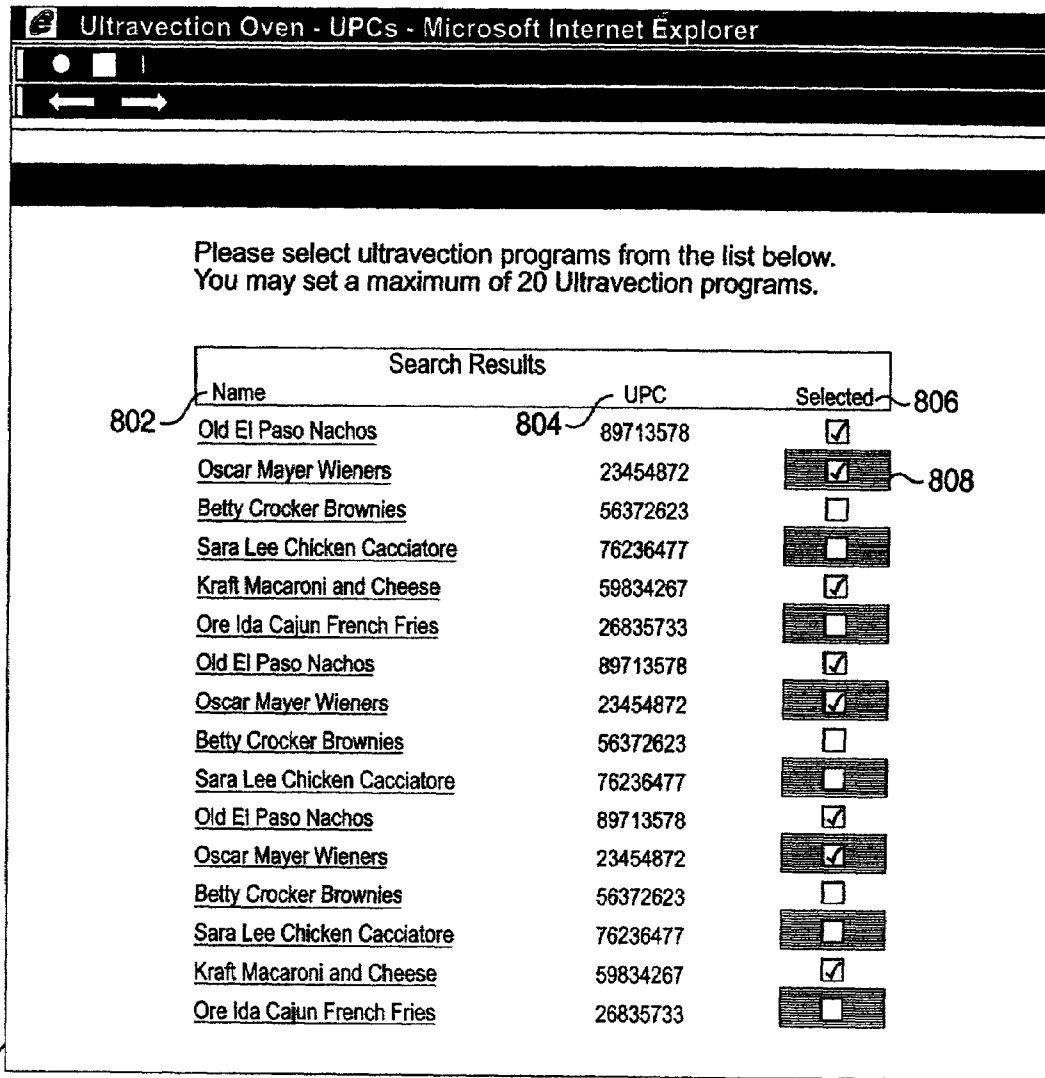 Ultravection Oven - UPCs - Microsoft Internet Explorer
Please select ultravection programs from the list below.
You may set a maximum of 20 Ultravection programs.
Search Results
Name UPC Selected 806
802 804
Old El Paso Nachos 89713578
Oscar Mayer Wieners 23454872 808
Betty Crocker Brownies 56372623
Sara Lee Chicken Cacciatore 76236477
Kraft Macaroni and Cheese 59834267
Ore Ida Cajun French Fries 26835733
Old El Paso Nachos 89713578
Oscar Mayer Wieners 23454872
Betty Crocker Brownies 56372623
Sara Lee Chicken Cacciatore 76236477
Old El Paso Nachos 89713578
Oscar Mayer Wieners 23454872
Betty Crocker Brownies 56372623
Sara Lee Chicken Cacciatore 76236477
Kraft Macaroni and Cheese 59834267
Ore Ida Cajun French Fries 26835733